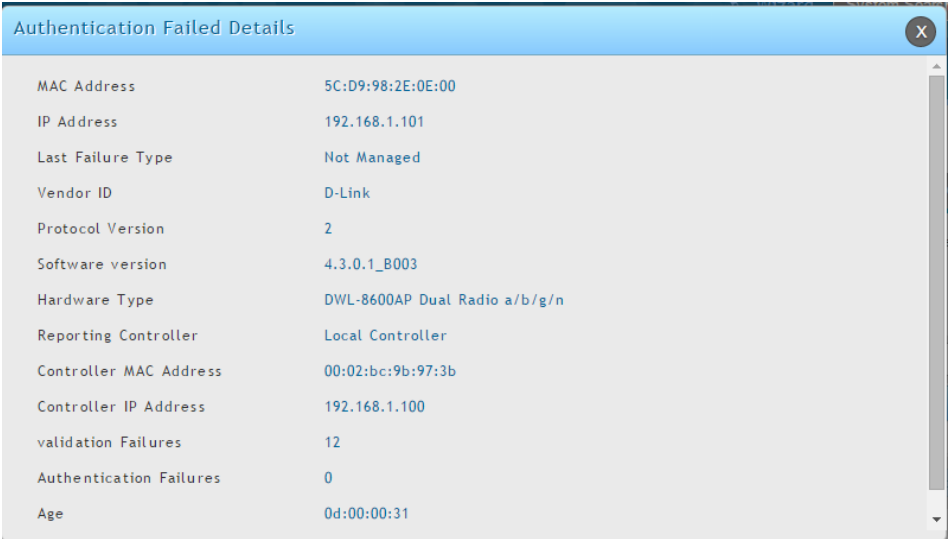 Wizard System Sear
Authentication Failed Details X
MAC Address 5C:D9:98:2E:0E:00
IP Address 192.168.1.101
Last Failure Type Not Managed
Vendor ID D-Link
Protocol Version 2
Software version 4.3.0.1_B003
Hardware Type DWL-8600AP Dual Radio a/b/g/n
Reporting Controller Local Controller
Controller MAC Address 00:02:bc:9b:97:3b
Controller IP Address 192.168.1.100
validation Failures 12
Authentication Failures 0
Age 0d:00:00:31